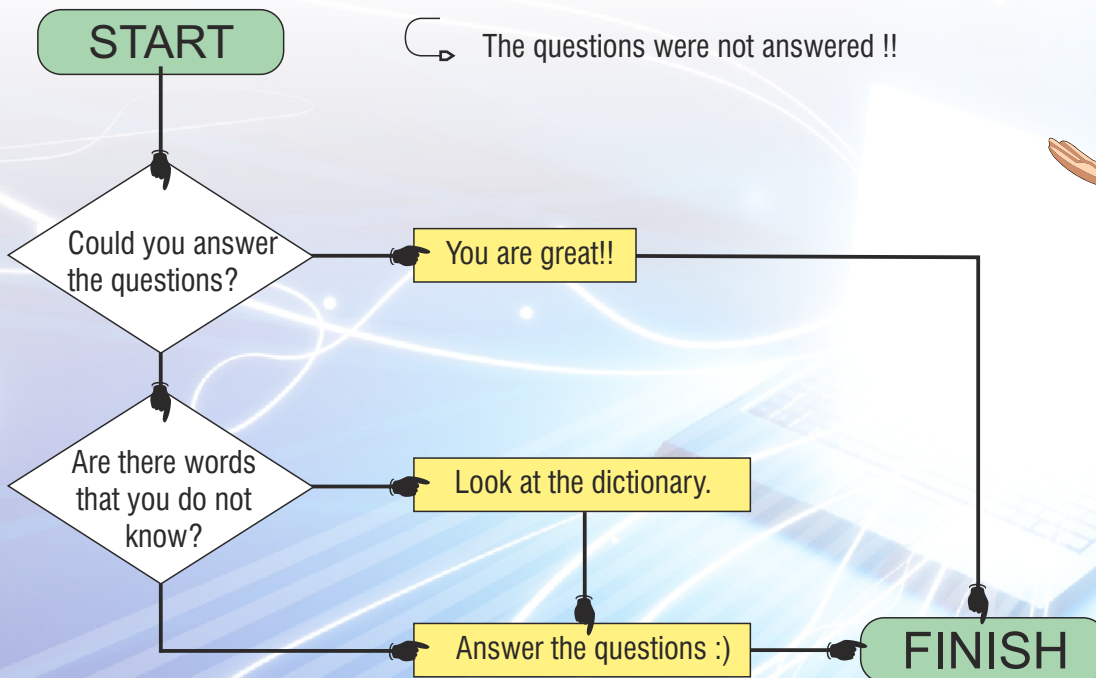 START
The questions were not answered !!
Could you answer
the questions?
You are great!!
Are there words
that you do not
know?
Look at the dictionary.
Answer the questions :)
FINISH